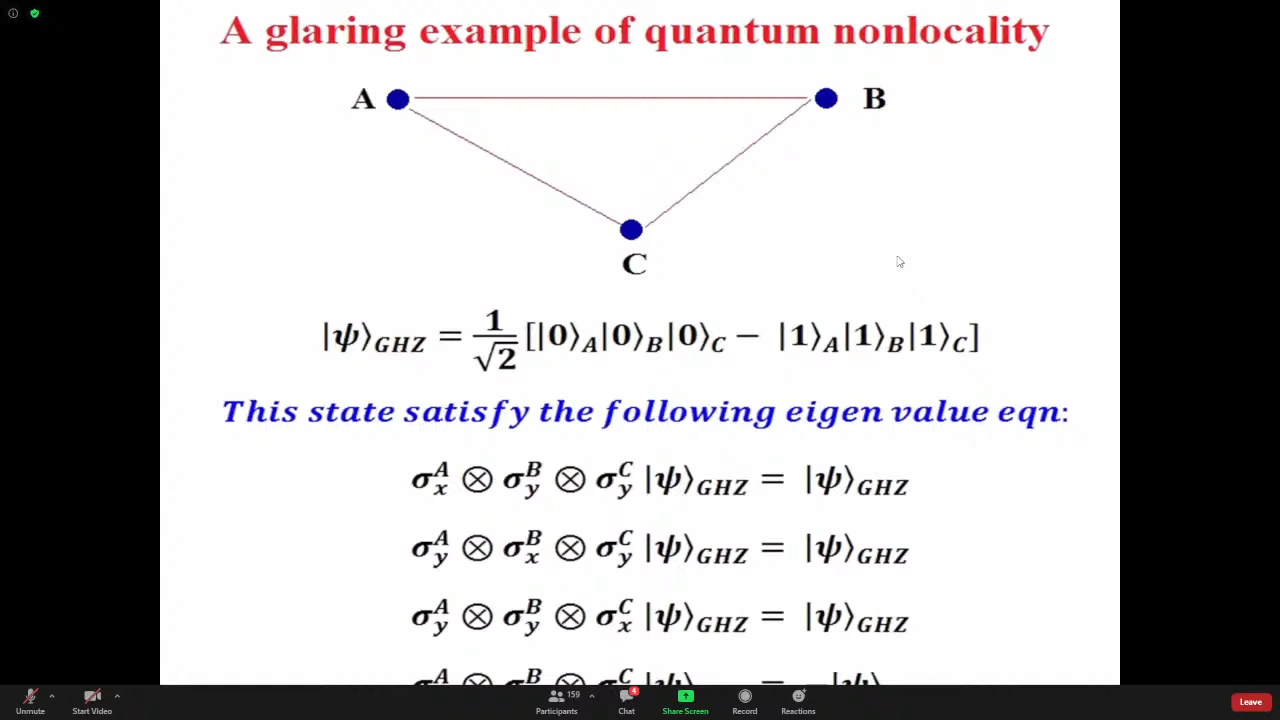 A glaring example of quantum nonlocality
A B
C
|ψ⟩_GHZ = 1/√2 [|0⟩_A|0⟩_B|0⟩_C − |1⟩_A|1⟩_B|1⟩_C]
This state satisfy the following eigen value eqn:
σ_x^A ⊗ σ_y^B ⊗ σ_y^C |ψ⟩_GHZ = |ψ⟩_GHZ
σ_y^A ⊗ σ_x^B ⊗ σ_y^C |ψ⟩_GHZ = |ψ⟩_GHZ
σ_y^A ⊗ σ_y^B ⊗ σ_x^C |ψ⟩_GHZ = |ψ⟩_GHZ
159 4
Unmute Start Video Participants Chat Share Screen Record Reactions Leave